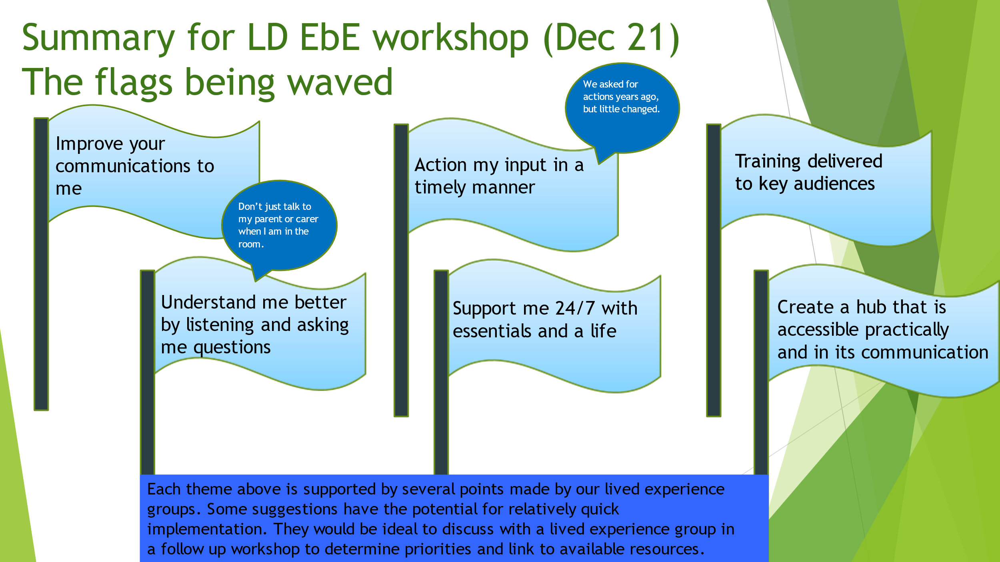 Summary for LD EbE workshop (Dec 21)
The flags being waved
Improve your
communications to
me
Don’t just talk to
my parent or carer
when I am in the
room.
Understand me better
by listening and asking
me questions
We asked for
actions years ago,
but little changed.
Action my input in a
timely manner
Support me 24/7 with
essentials and a life
Training delivered
to key audiences
Create a hub that is
accessible practically
and in its communication
Each theme above is supported by several points made by our lived experience
groups. Some suggestions have the potential for relatively quick
implementation. They would be ideal to discuss with a lived experience group in
a follow up workshop to determine priorities and link to available resources.